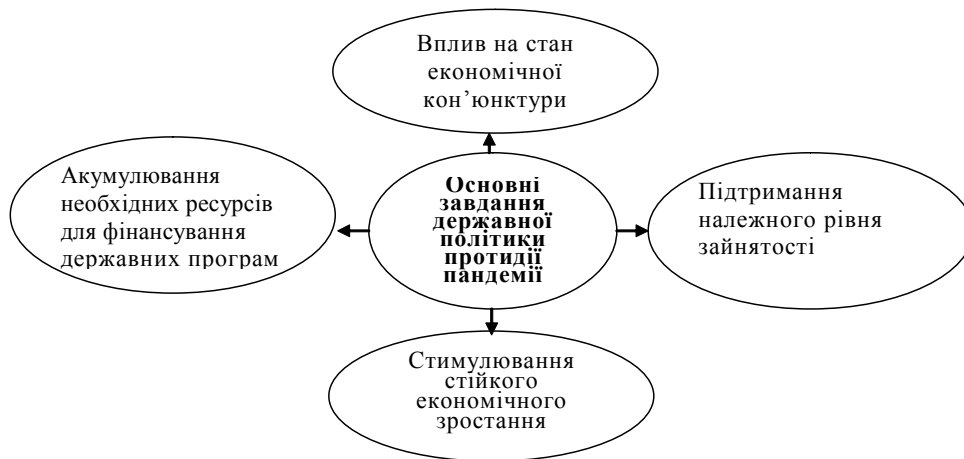 Вплив на стан
економічної
кон’юнктури
Акумулювання
необхідних ресурсів
для фінансування
державних програм
Основні
завдання
державної
політики
протидії
пандемії
Підтримання
належного рівня
зайнятості
Стимулювання
стійкого
економічного
зростання